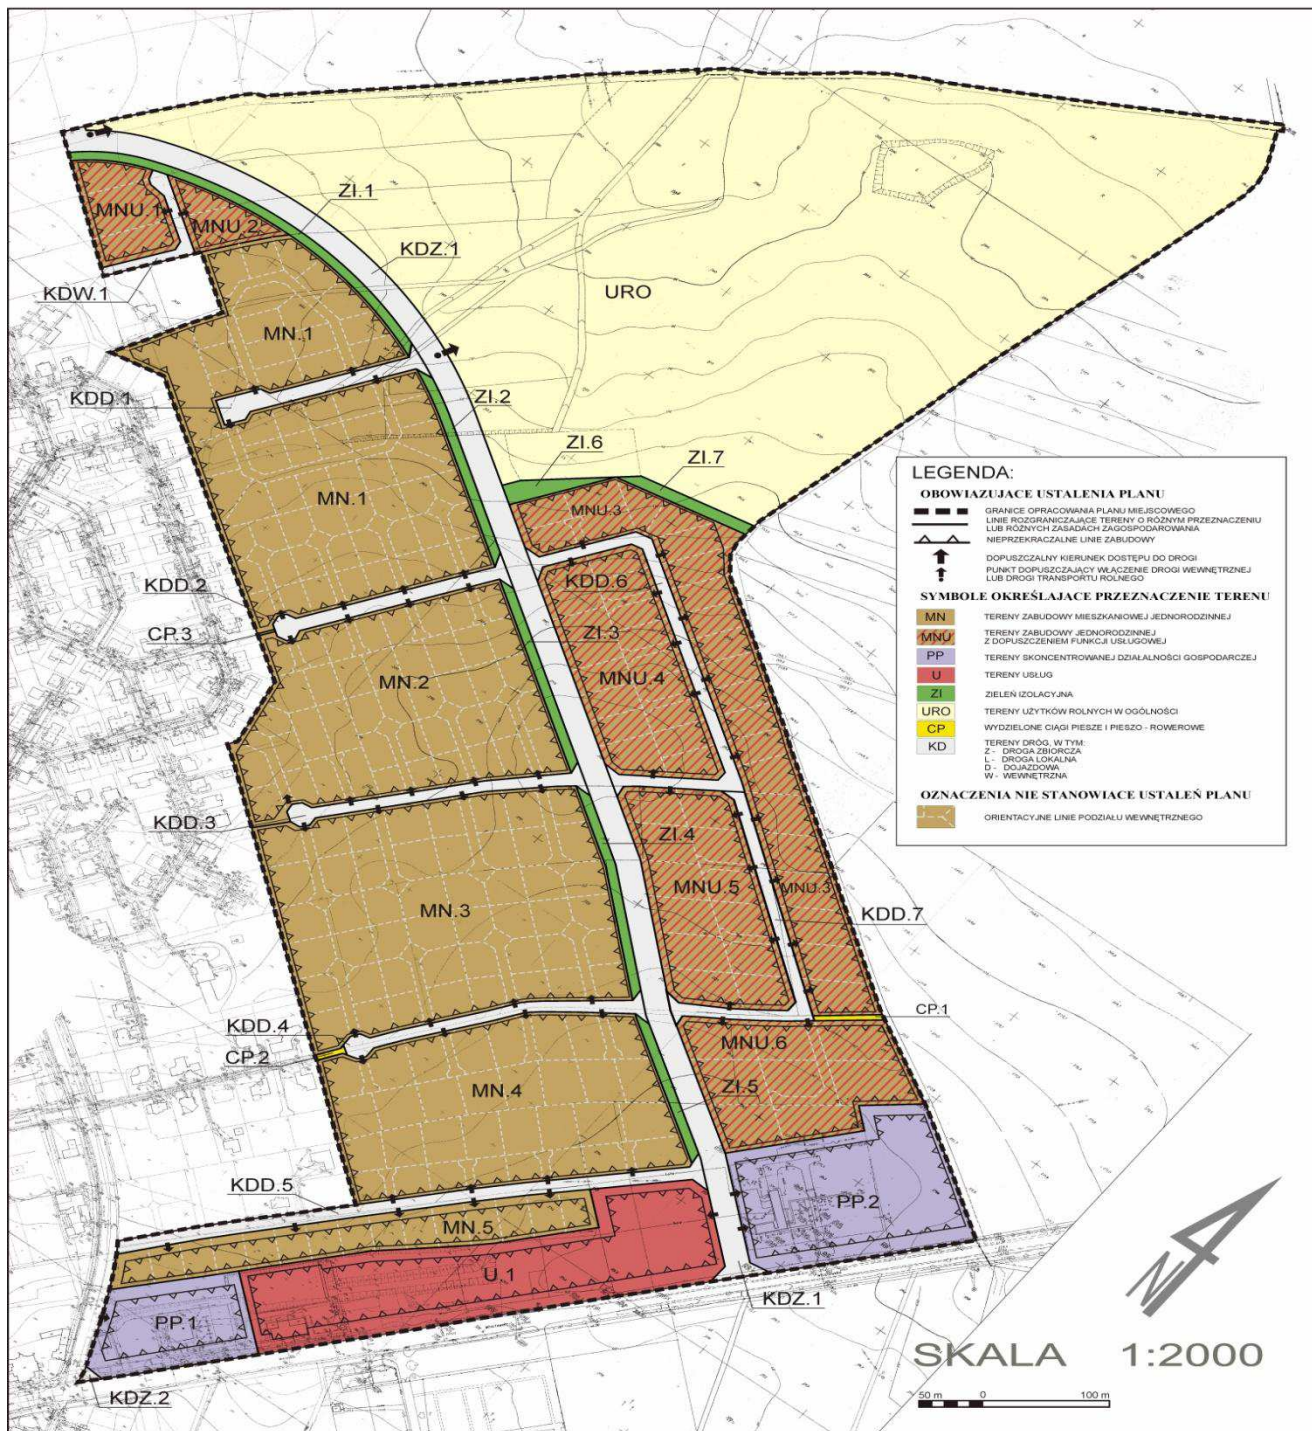 ZI.1
MNU.1
MNU.2
KDZ.1
KDW.1
URO
MN.1
KDD.1
ZI.2
ZI.6
ZI.7
MN.1
MNU.3
KDD.2
KDD.6
CP.3
ZI.3
MN.2
MNU.4
KDD.3
ZI.4
MNU.5
MNU.3
MN.3
KDD.7
CP.1
KDD.4
CP.2
MNU.6
MN.4
ZI.5
KDD.5
PP.2
MN.5
U.1
KDZ.1
PP.1
KDZ.2
LEGENDA:
OBOWIAZUJACE USTALENIA PLANU
GRANICE OPRACOWANIA PLANU MIEJSCOWEGO
LINIE ROZGRANICZAJĄCE TERENY O RÓŻNYM PRZEZNACZENIU
LUB RÓŻNYCH ZASADACH ZAGOSPODAROWANIA
NIEPRZEKRACZALNE LINIE ZABUDOWY
DOPUSZCZALNY KIERUNEK DOSTĘPU DO DROGI
PUNKT DOPUSZCZAJĄCY WŁĄCZENIE DROGI WEWNĘTRZNEJ
LUB DROGI TRANSPORTU ROLNEGO
SYMBOLE OKREŚLAJACE PRZEZNACZENIE TERENU
MN TERENY ZABUDOWY MIESZKANIOWEJ JEDNORODZINNEJ
MNU TERENY ZABUDOWY JEDNORODZINNEJ
Z DOPUSZCZENIEM FUNKCJI USŁUGOWEJ
PP TERENY SKONCENTROWANEJ DZIAŁALNOŚCI GOSPODARCZEJ
U TERENY USŁUG
ZI ZIELEŃ IZOLACYJNA
URO TERENY UŻYTKÓW ROLNYCH W OGÓLNOŚCI
CP WYDZIELONE CIĄGI PIESZE I PIESZO - ROWEROWE
KD TERENY DRÓG, W TYM:
Z - DROGA ZBIORCZA
L - DROGA LOKALNA
D - DOJAZDOWA
W - WEWNĘTRZNA
OZNACZENIA NIE STANOWIACE USTALEŃ PLANU
ORIENTACYJNE LINIE PODZIAŁU WEWNĘTRZNEGO
N
SKALA 1:2000
50 m 0 100 m